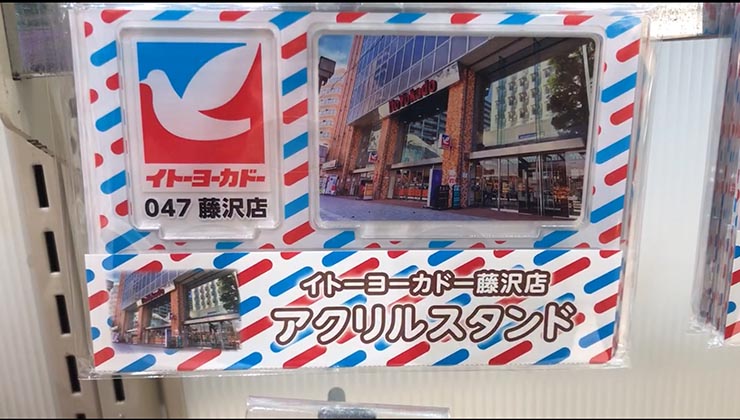 イトーヨーカドー
047 藤沢店
Ito Yokado
イトーヨーカドー藤沢店
アクリルスタンド